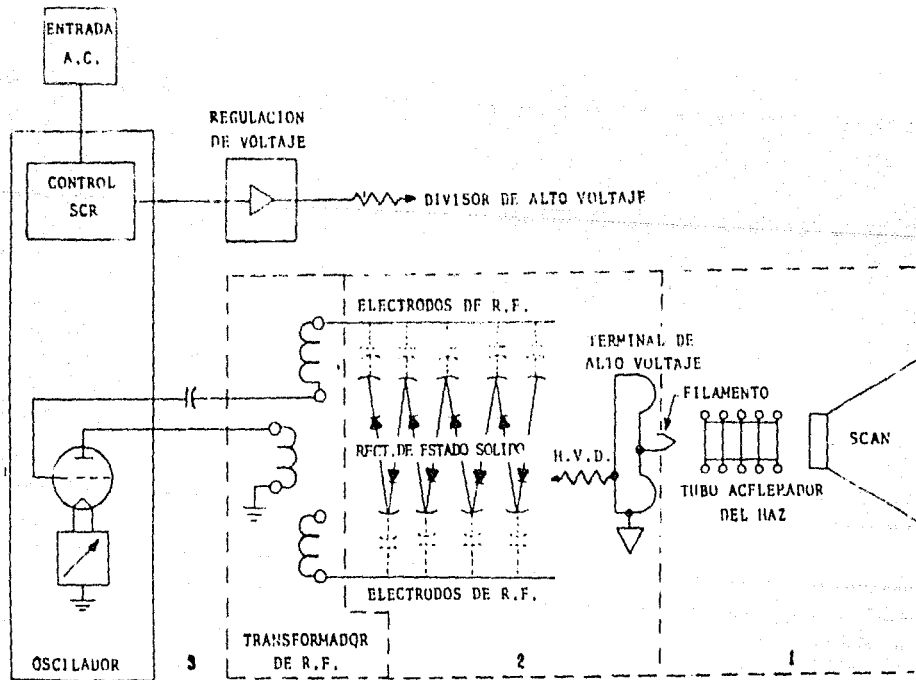 ENTRADA
A.C.
REGULACION
DE VOLTAJE
CONTROL
SCR
DIVISOR DE ALTO VOLTAJE
ELECTRODOS DE R.F.
TERMINAL DE
ALTO VOLTAJE
FILAMENTO
RECT. DE ESTADO SOLIDO
H.V.D.
SCAN
TUBO ACELERADOR
DEL HAZ
ELECTRODOS DE R.F.
TRANSFORMADOR
DE R.F.
OSCILADOR
3
2
1